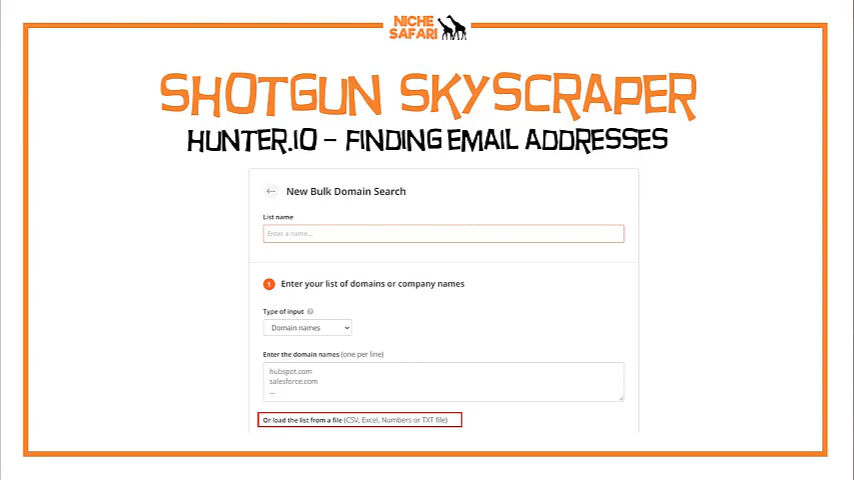 NICHE
SAFARI
SHOTGUN SKYSCRAPER
HUNTER.IO – FINDING EMAIL ADDRESSES
← New Bulk Domain Search
List name
Enter a name...
1 Enter your list of domains or company names
Type of input ?
Domain names
Enter the domain names (one per line)
hubspot.com
salesforce.com
...
Or load the list from a file (CSV, Excel, Numbers or TXT file)